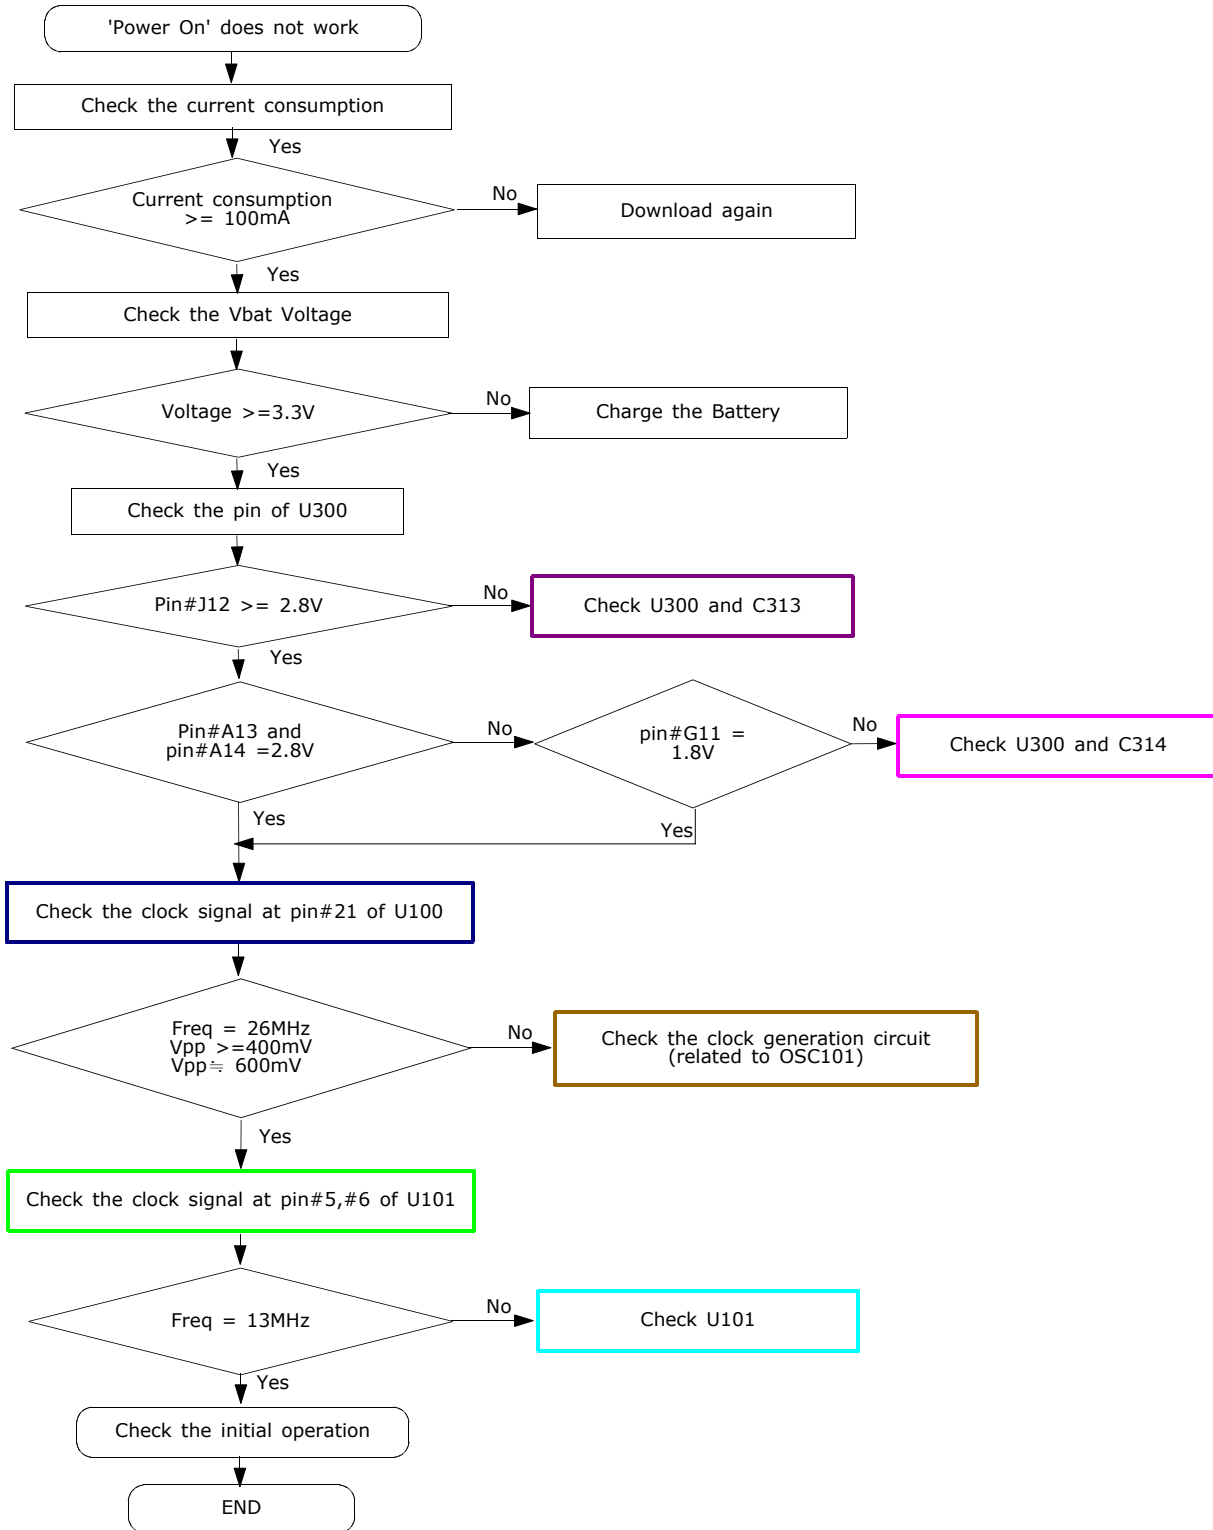 'Power On' does not work
Check the current consumption
Yes
Current consumption
>= 100mA
No
Download again
Yes
Check the Vbat Voltage
Voltage >=3.3V
No
Charge the Battery
Yes
Check the pin of U300
Pin#J12 >= 2.8V
No
Check U300 and C313
Yes
Pin#A13 and
pin#A14 =2.8V
No
pin#G11 =
1.8V
No
Check U300 and C314
Yes
Yes
Check the clock signal at pin#21 of U100
Freq = 26MHz
Vpp >=400mV
Vpp≒ 600mV
No
Check the clock generation circuit
(related to OSC101)
Yes
Check the clock signal at pin#5,#6 of U101
Freq = 13MHz
No
Check U101
Yes
Check the initial operation
END